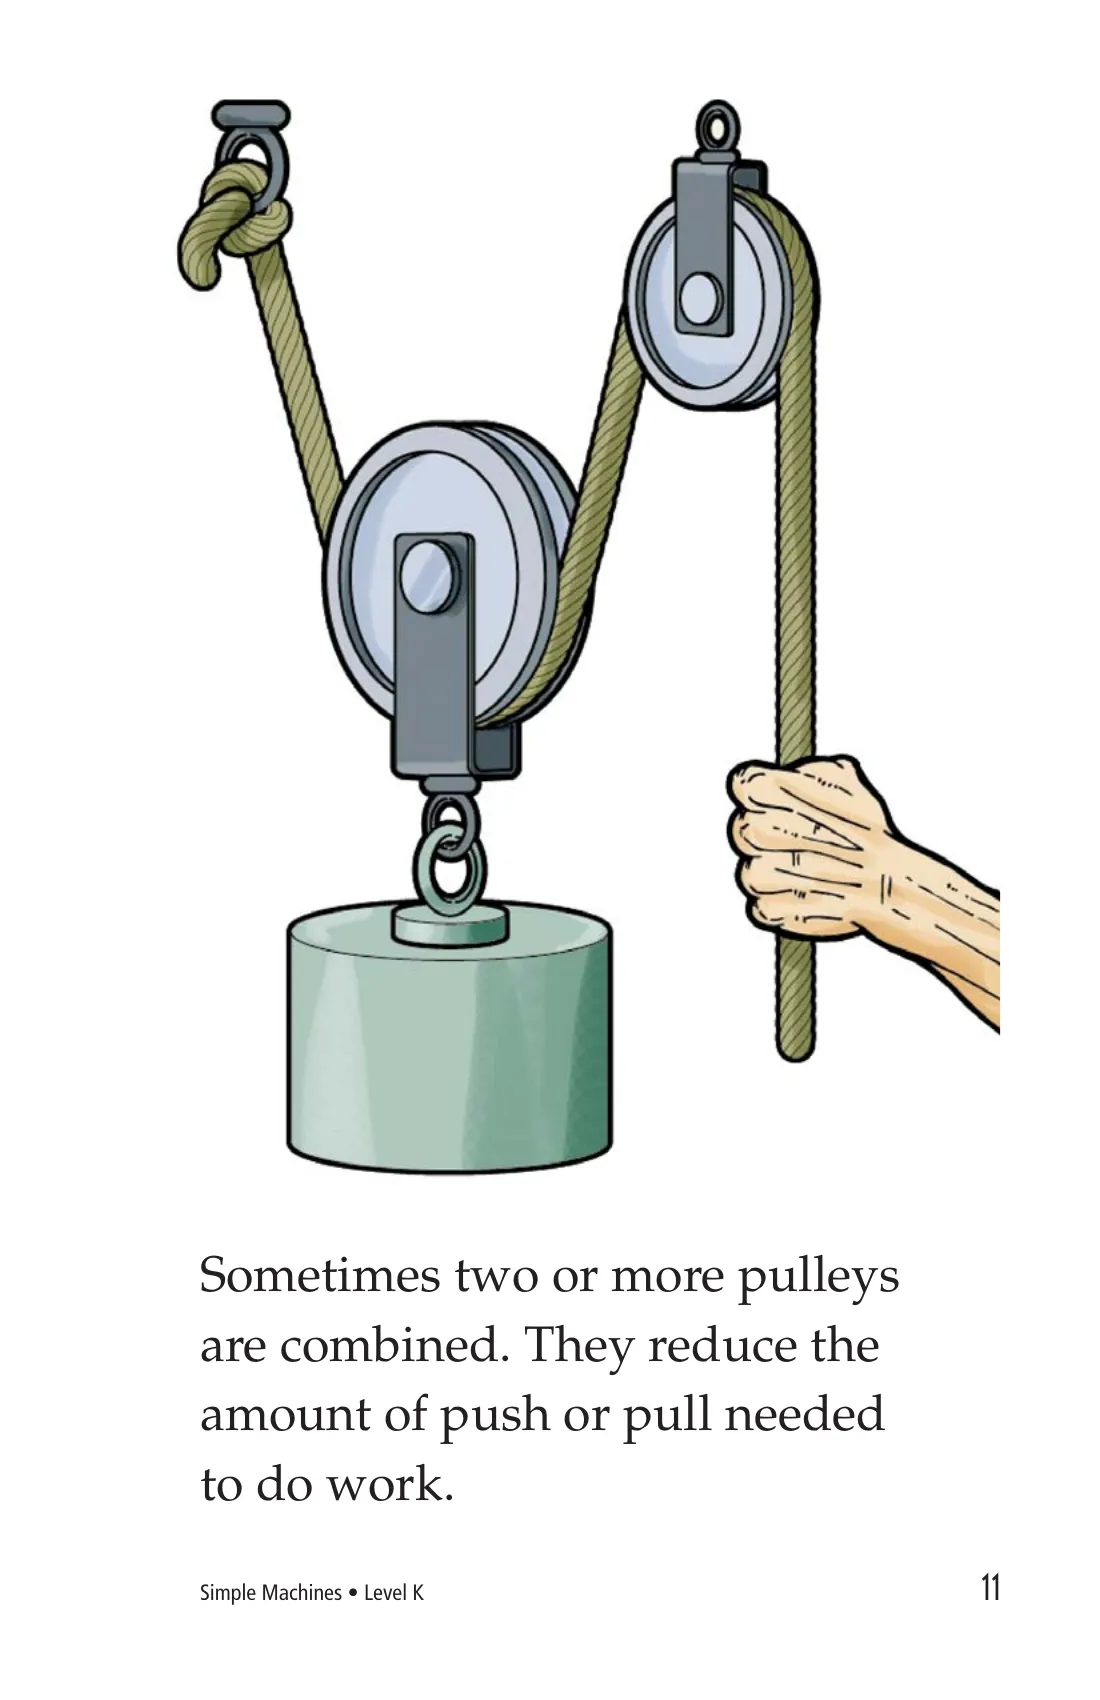 Sometimes two or more pulleys
are combined. They reduce the
amount of push or pull needed
to do work.
Simple Machines • Level K
11